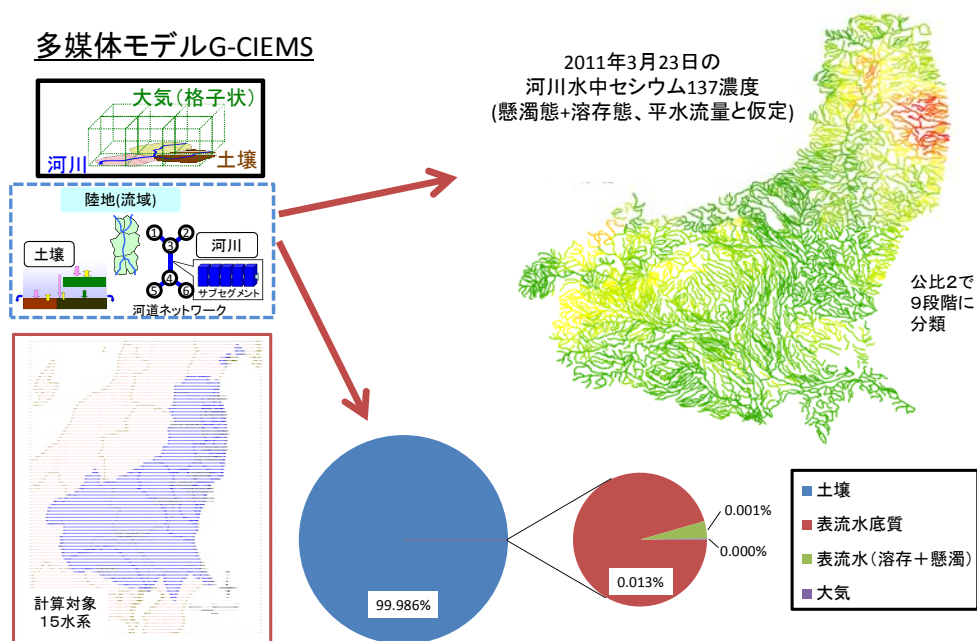 多媒体モデルG-CIEMS
大気(格子状)
河川
土壌
陸地(流域)
土壌
1
2
3
4
5
6
河川
サブセグメント
河道ネットワーク
計算対象
15水系
2011年3月23日の
河川水中セシウム137濃度
(懸濁態+溶存態、平水流量と仮定)
公比2で
9段階に
分類
99.986%
0.013%
0.001%
0.000%
土壌
表流水底質
表流水(溶存+懸濁)
大気